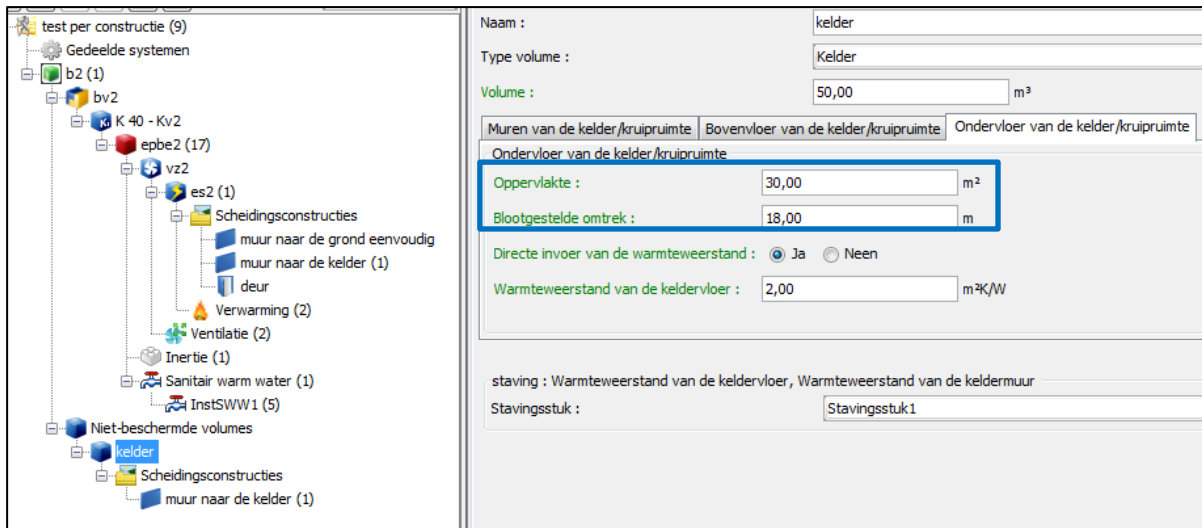 test per constructie (9)
Gedeelde systemen
b2 (1)
bv2
K 40 - Kv2
epbe2 (17)
vz2
es2 (1)
Scheidingsconstructies
muur naar de grond eenvoudig
muur naar de kelder (1)
deur
Verwarming (2)
Ventilatie (2)
Inertie (1)
Sanitair warm water (1)
InstSWW1 (5)
Niet-beschermde volumes
kelder
Scheidingsconstructies
muur naar de kelder (1)
Naam : kelder
Type volume : Kelder
Volume : 50,00 m³
Muren van de kelder/kruipruimte Bovenvloer van de kelder/kruipruimte Ondervloer van de kelder/kruipruimte
Ondervloer van de kelder/kruipruimte
Oppervlakte : 30,00 m²
Blootgestelde omtrek : 18,00 m
Directe invoer van de warmteweerstand : Ja Neen
Warmteweerstand van de keldervloer : 2,00 m²K/W
staving : Warmteweerstand van de keldervloer, Warmteweerstand van de keldermuur
Stavingsstuk : Stavingsstuk1